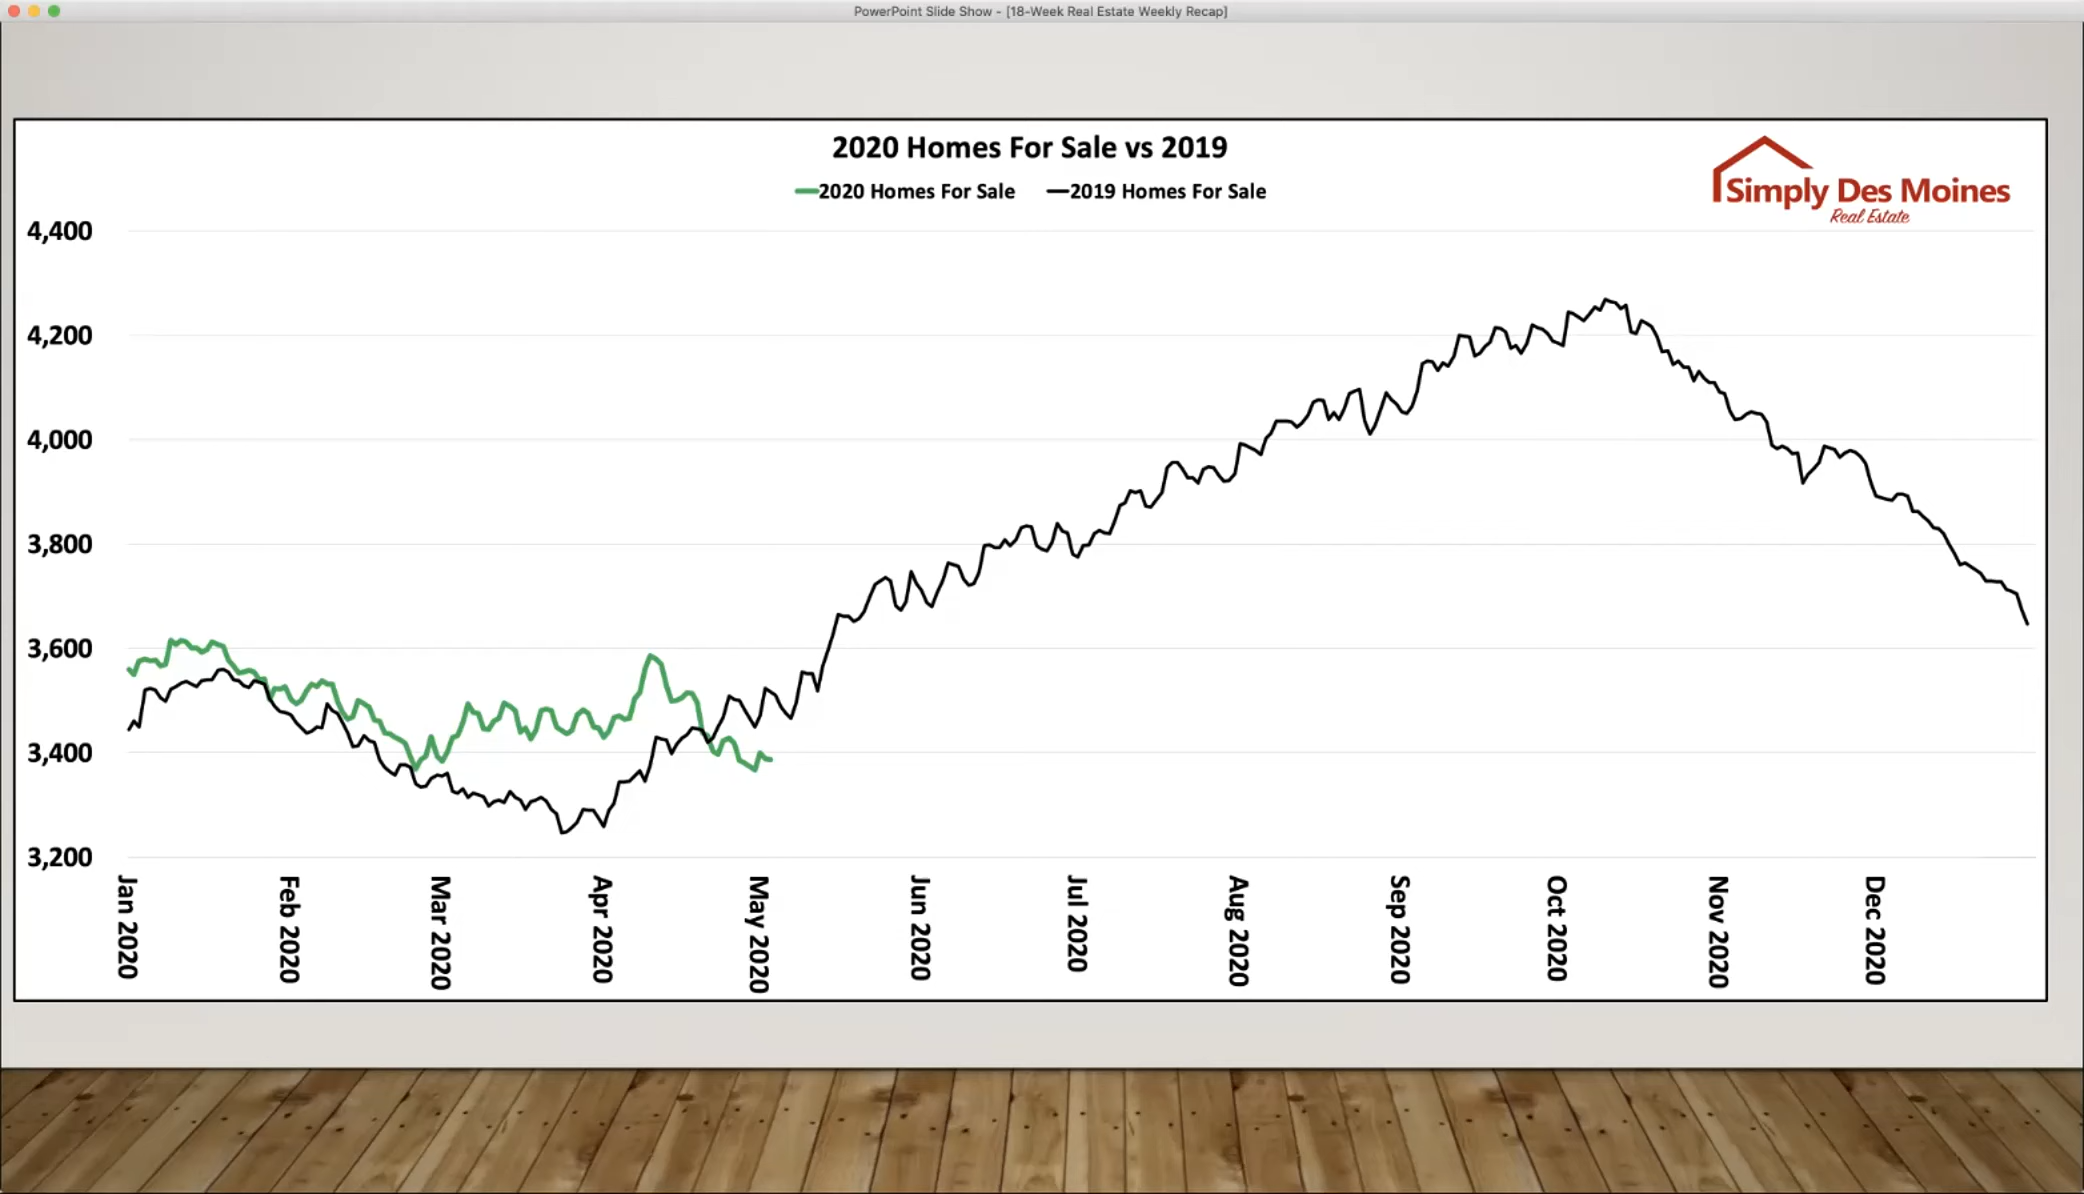 PowerPoint Slide Show - [18-Week Real Estate Weekly Recap]
2020 Homes For Sale vs 2019
2020 Homes For Sale
2019 Homes For Sale
Simply Des Moines
Real Estate
4,400
4,200
4,000
3,800
3,600
3,400
3,200
Jan 2020
Feb 2020
Mar 2020
Apr 2020
May 2020
Jun 2020
Jul 2020
Aug 2020
Sep 2020
Oct 2020
Nov 2020
Dec 2020